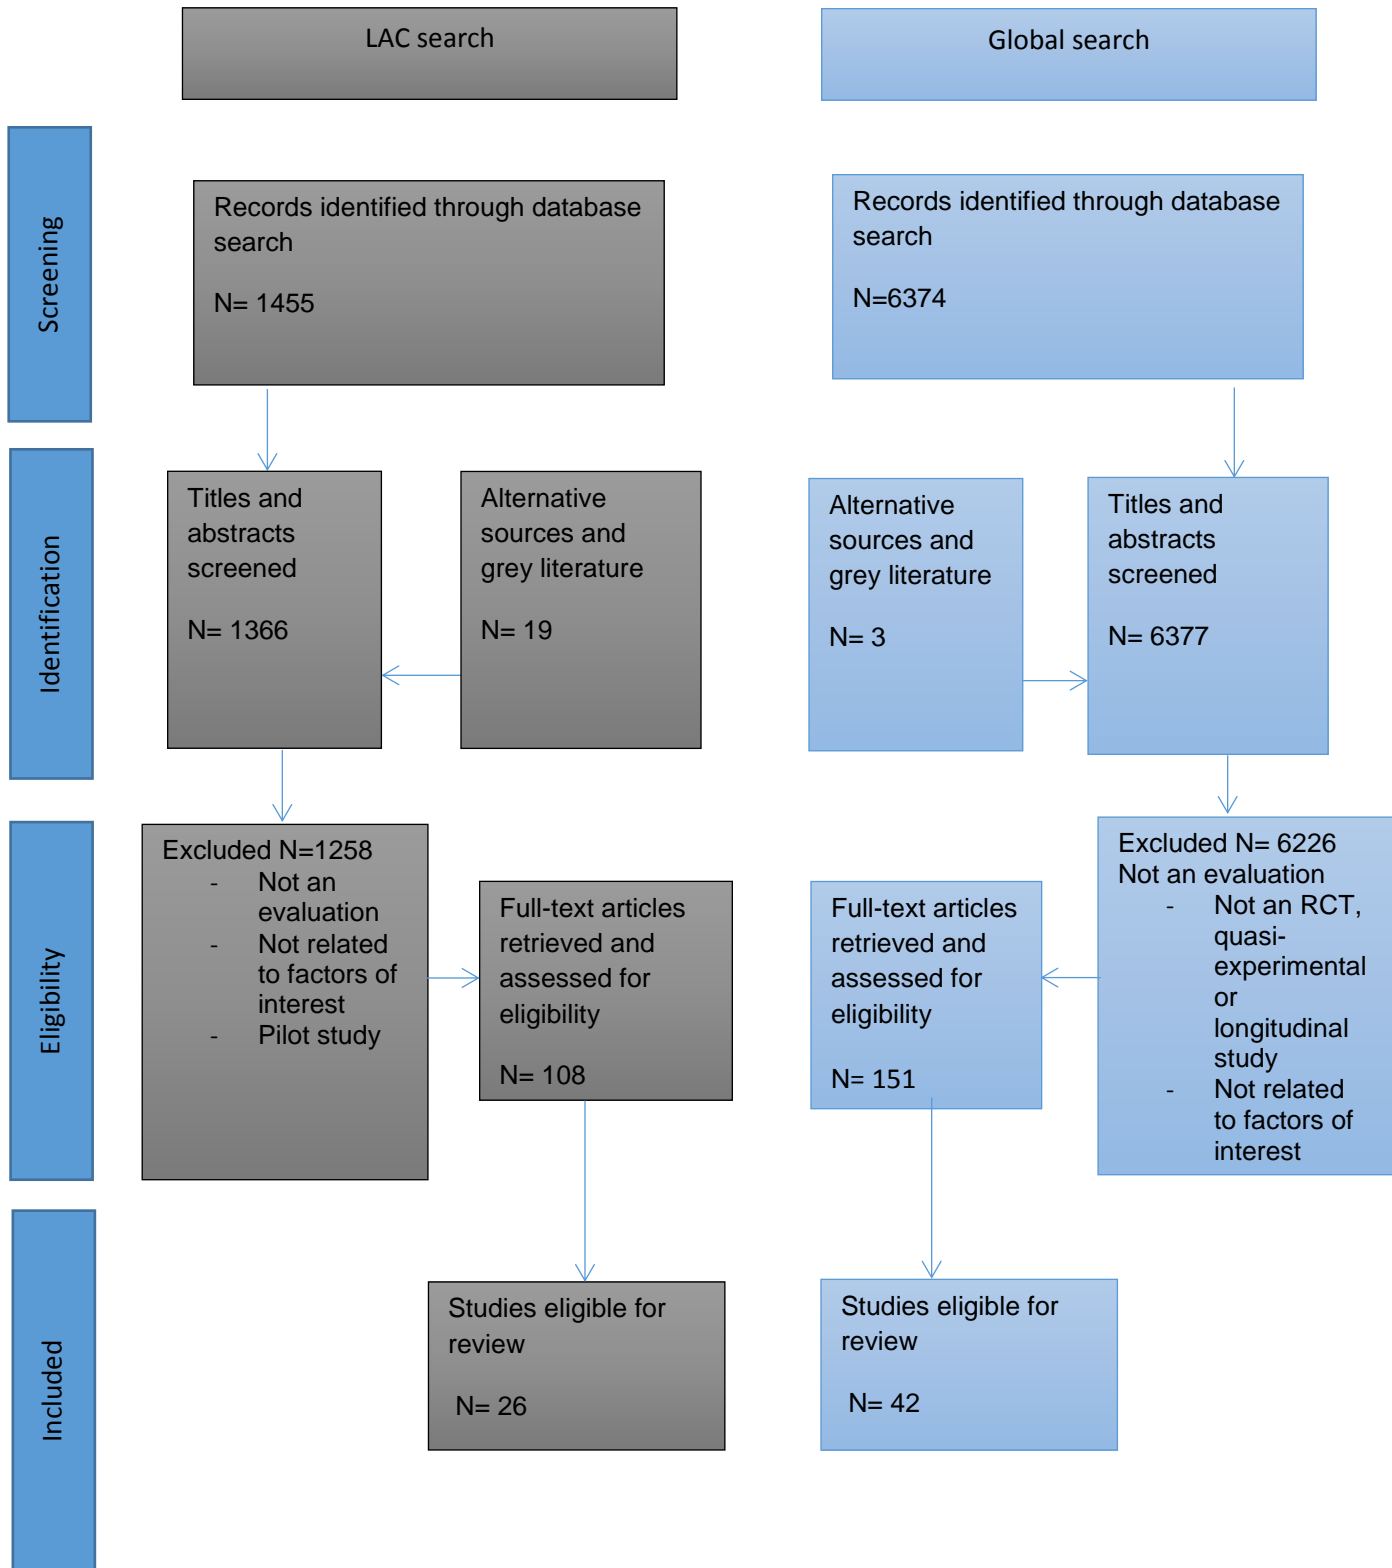 LAC search
Global search
Screening
Records identified through database
search
N= 1455
Records identified through database
search
N=6374
Identification
Titles and
abstracts
screened
N= 1366
Alternative
sources and
grey literature
N= 19
Alternative
sources and
grey literature
N= 3
Titles and
abstracts
screened
N= 6377
Eligibility
Excluded N=1258
- Not an
evaluation
- Not related
to factors of
interest
- Pilot study
Full-text articles
retrieved and
assessed for
eligibility
N= 108
Full-text articles
retrieved and
assessed for
eligibility
N= 151
Excluded N= 6226
Not an evaluation
- Not an RCT,
quasi-
experimental
or
longitudinal
study
- Not related
to factors of
interest
Included
Studies eligible for
review
N= 26
Studies eligible for
review
N= 42